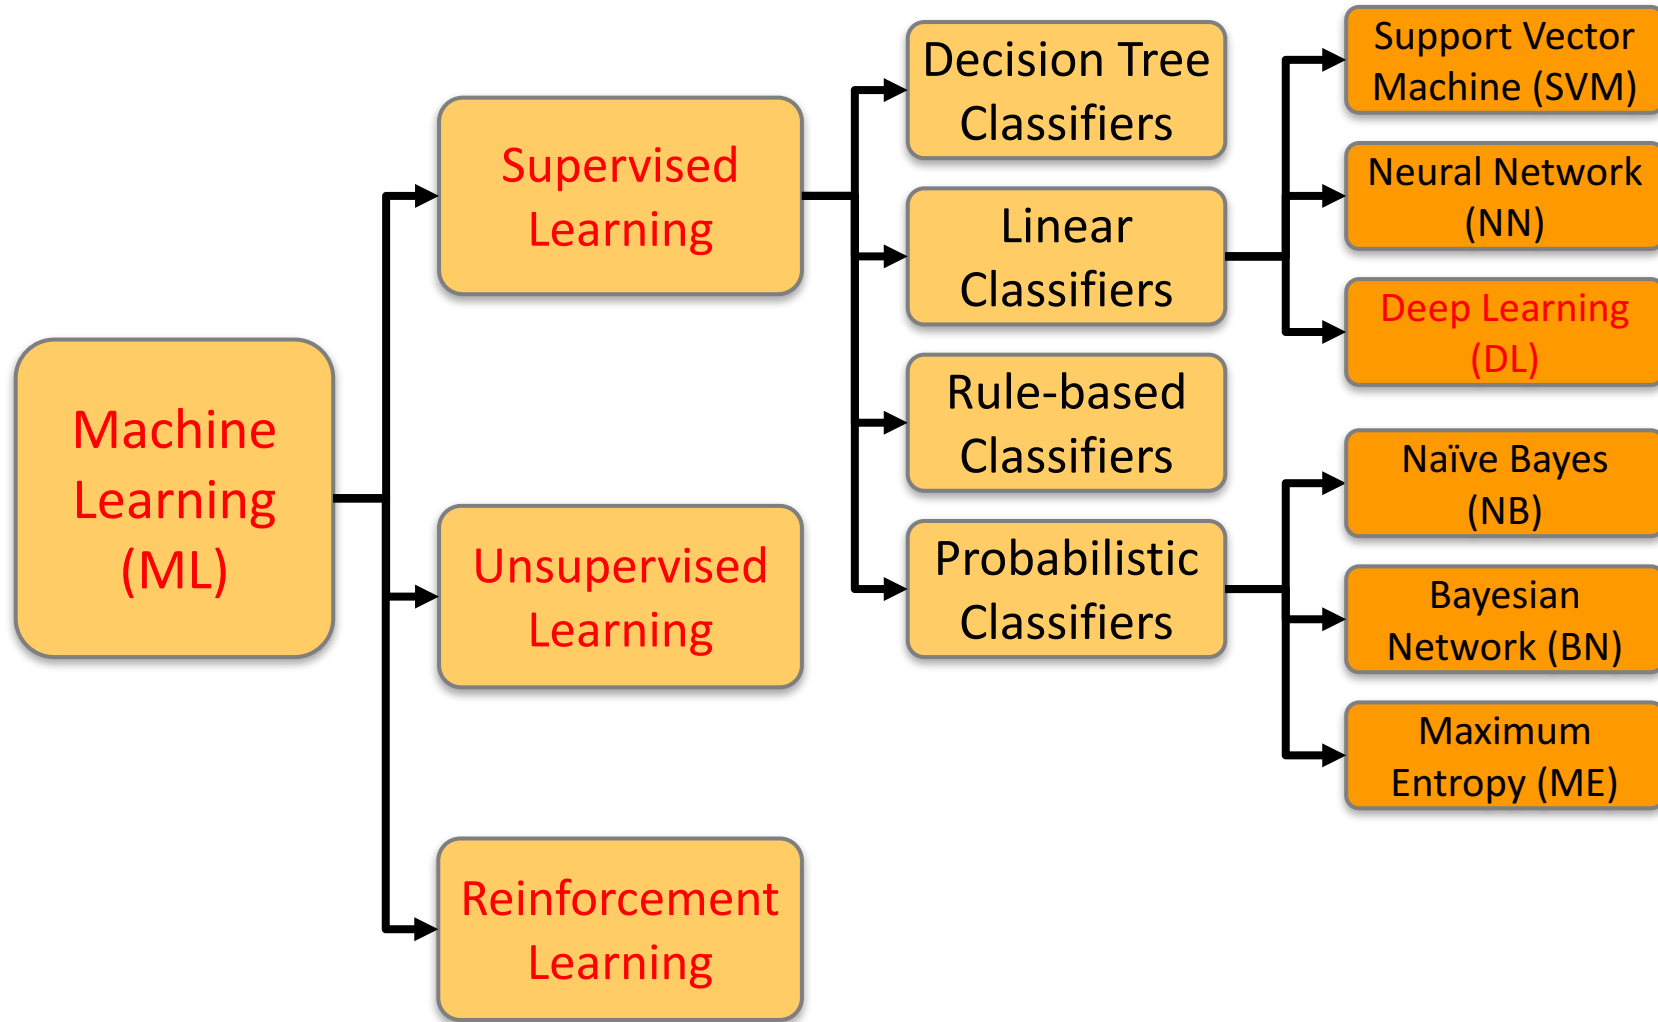 Machine
Learning
(ML)
Supervised
Learning
Unsupervised
Learning
Reinforcement
Learning
Decision Tree
Classifiers
Linear
Classifiers
Rule-based
Classifiers
Probabilistic
Classifiers
Support Vector
Machine (SVM)
Neural Network
(NN)
Deep Learning
(DL)
Naïve Bayes
(NB)
Bayesian
Network (BN)
Maximum
Entropy (ME)